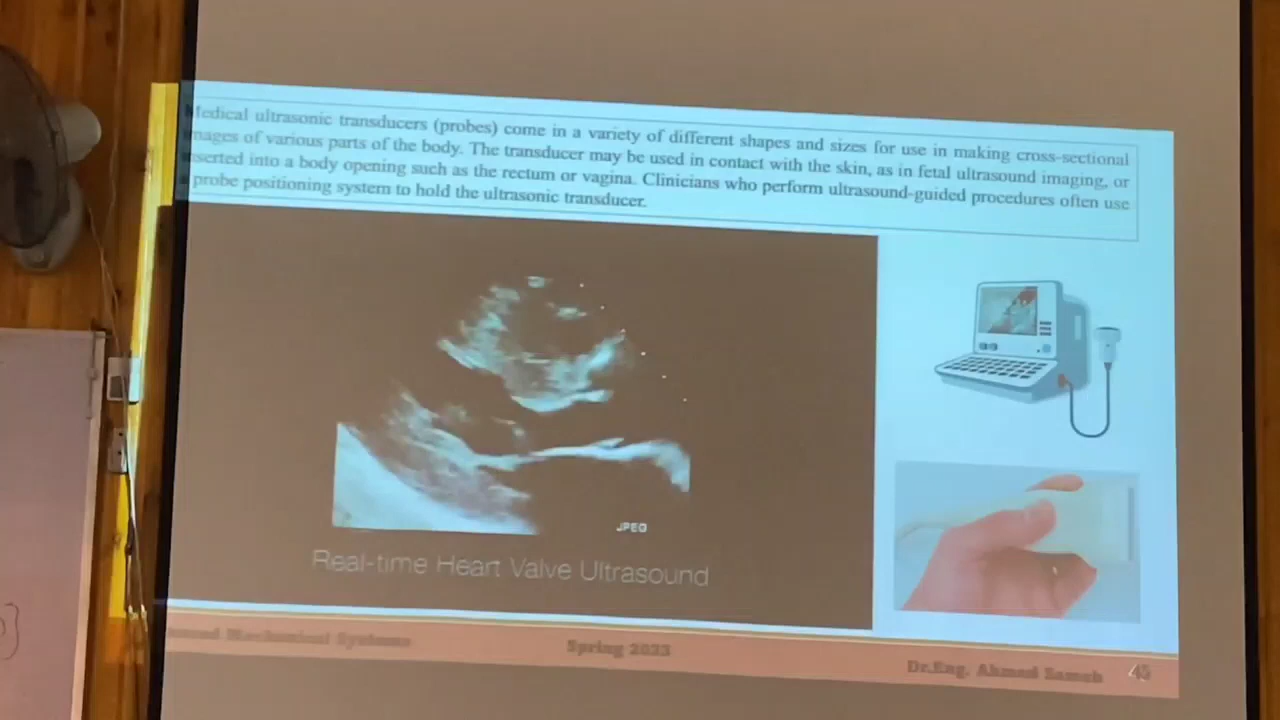 Medical ultrasonic transducers (probes) come in a variety of different shapes and sizes for use in making cross-sectional
images of various parts of the body. The transducer may be used in contact with the skin, as in fetal ultrasound imaging, or
inserted into a body opening such as the rectum or vagina. Clinicians who perform ultrasound-guided procedures often use
probe positioning system to hold the ultrasonic transducer.
JPEG
Real-time Heart Valve Ultrasound
Mechanical Systems
Spring 2023
Dr.Eng. Ahmed Sameh 45